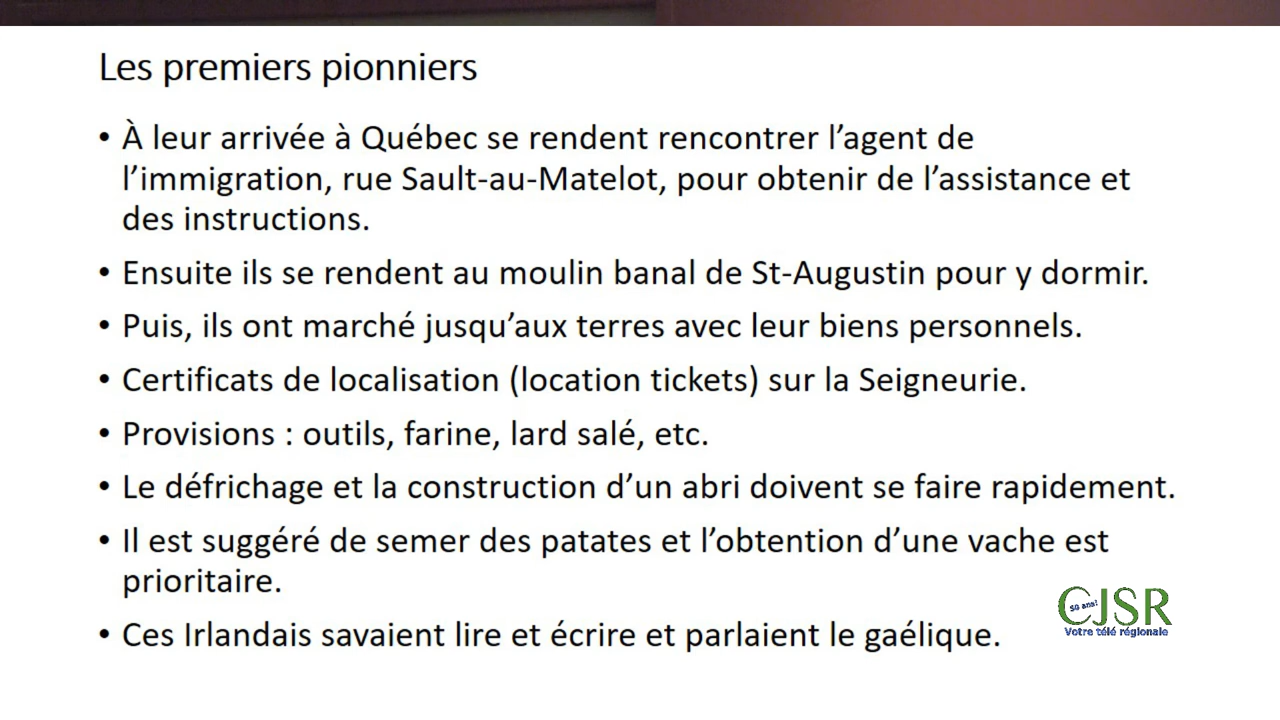 Les premiers pionniers
• À leur arrivée à Québec se rendent rencontrer l’agent de
l’immigration, rue Sault-au-Matelot, pour obtenir de l’assistance et
des instructions.
• Ensuite ils se rendent au moulin banal de St-Augustin pour y dormir.
• Puis, ils ont marché jusqu’aux terres avec leur biens personnels.
• Certificats de localisation (location tickets) sur la Seigneurie.
• Provisions : outils, farine, lard salé, etc.
• Le défrichage et la construction d’un abri doivent se faire rapidement.
• Il est suggéré de semer des patates et l’obtention d’une vache est
prioritaire.
• Ces Irlandais savaient lire et écrire et parlaient le gaélique.
CJSR
50 ans!
Votre télé régionale